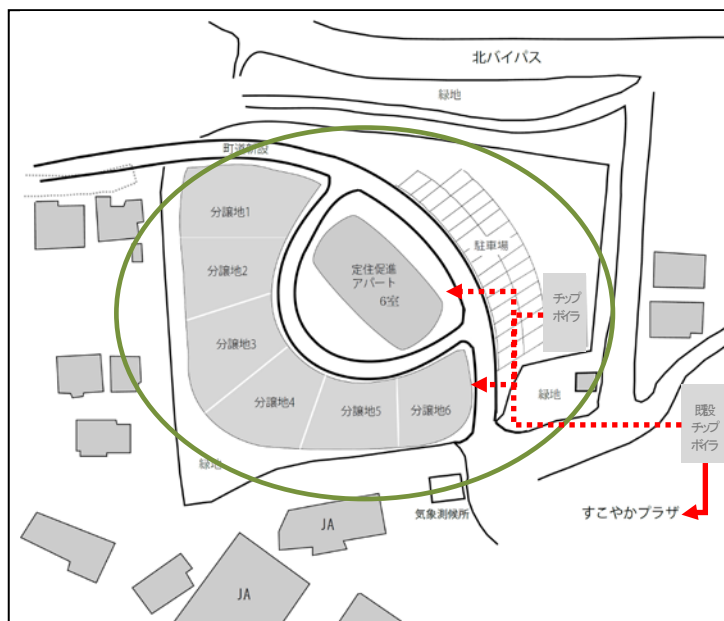 北バイパス
緑地
町道新設
分譲地1
駐車場
分譲地2
定住促進
アパート
6室
チップ
ボイラ
分譲地3
分譲地4
分譲地5
分譲地6
緑地
既設
チップ
ボイラ
緑地
気象測候所
すこやかプラザ
JA
JA